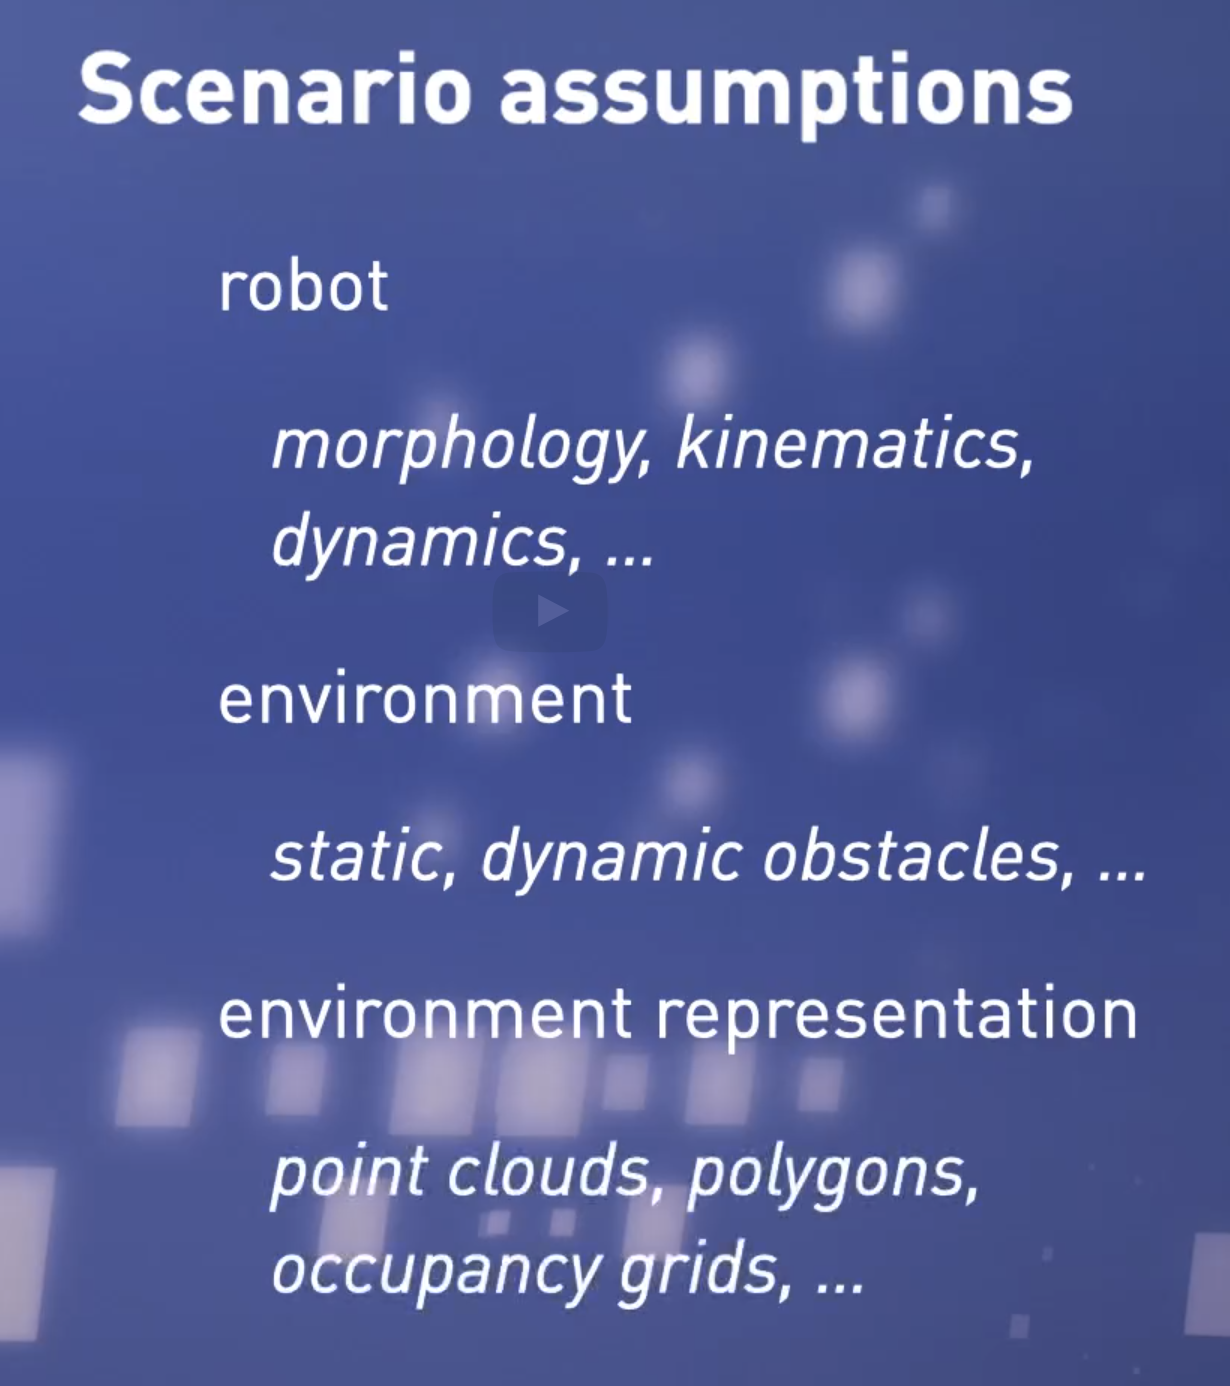 Scenario assumptions
robot
morphology, kinematics,
dynamics, ...
environment
static, dynamic obstacles, ...
environment representation
point clouds, polygons,
occupancy grids, ...